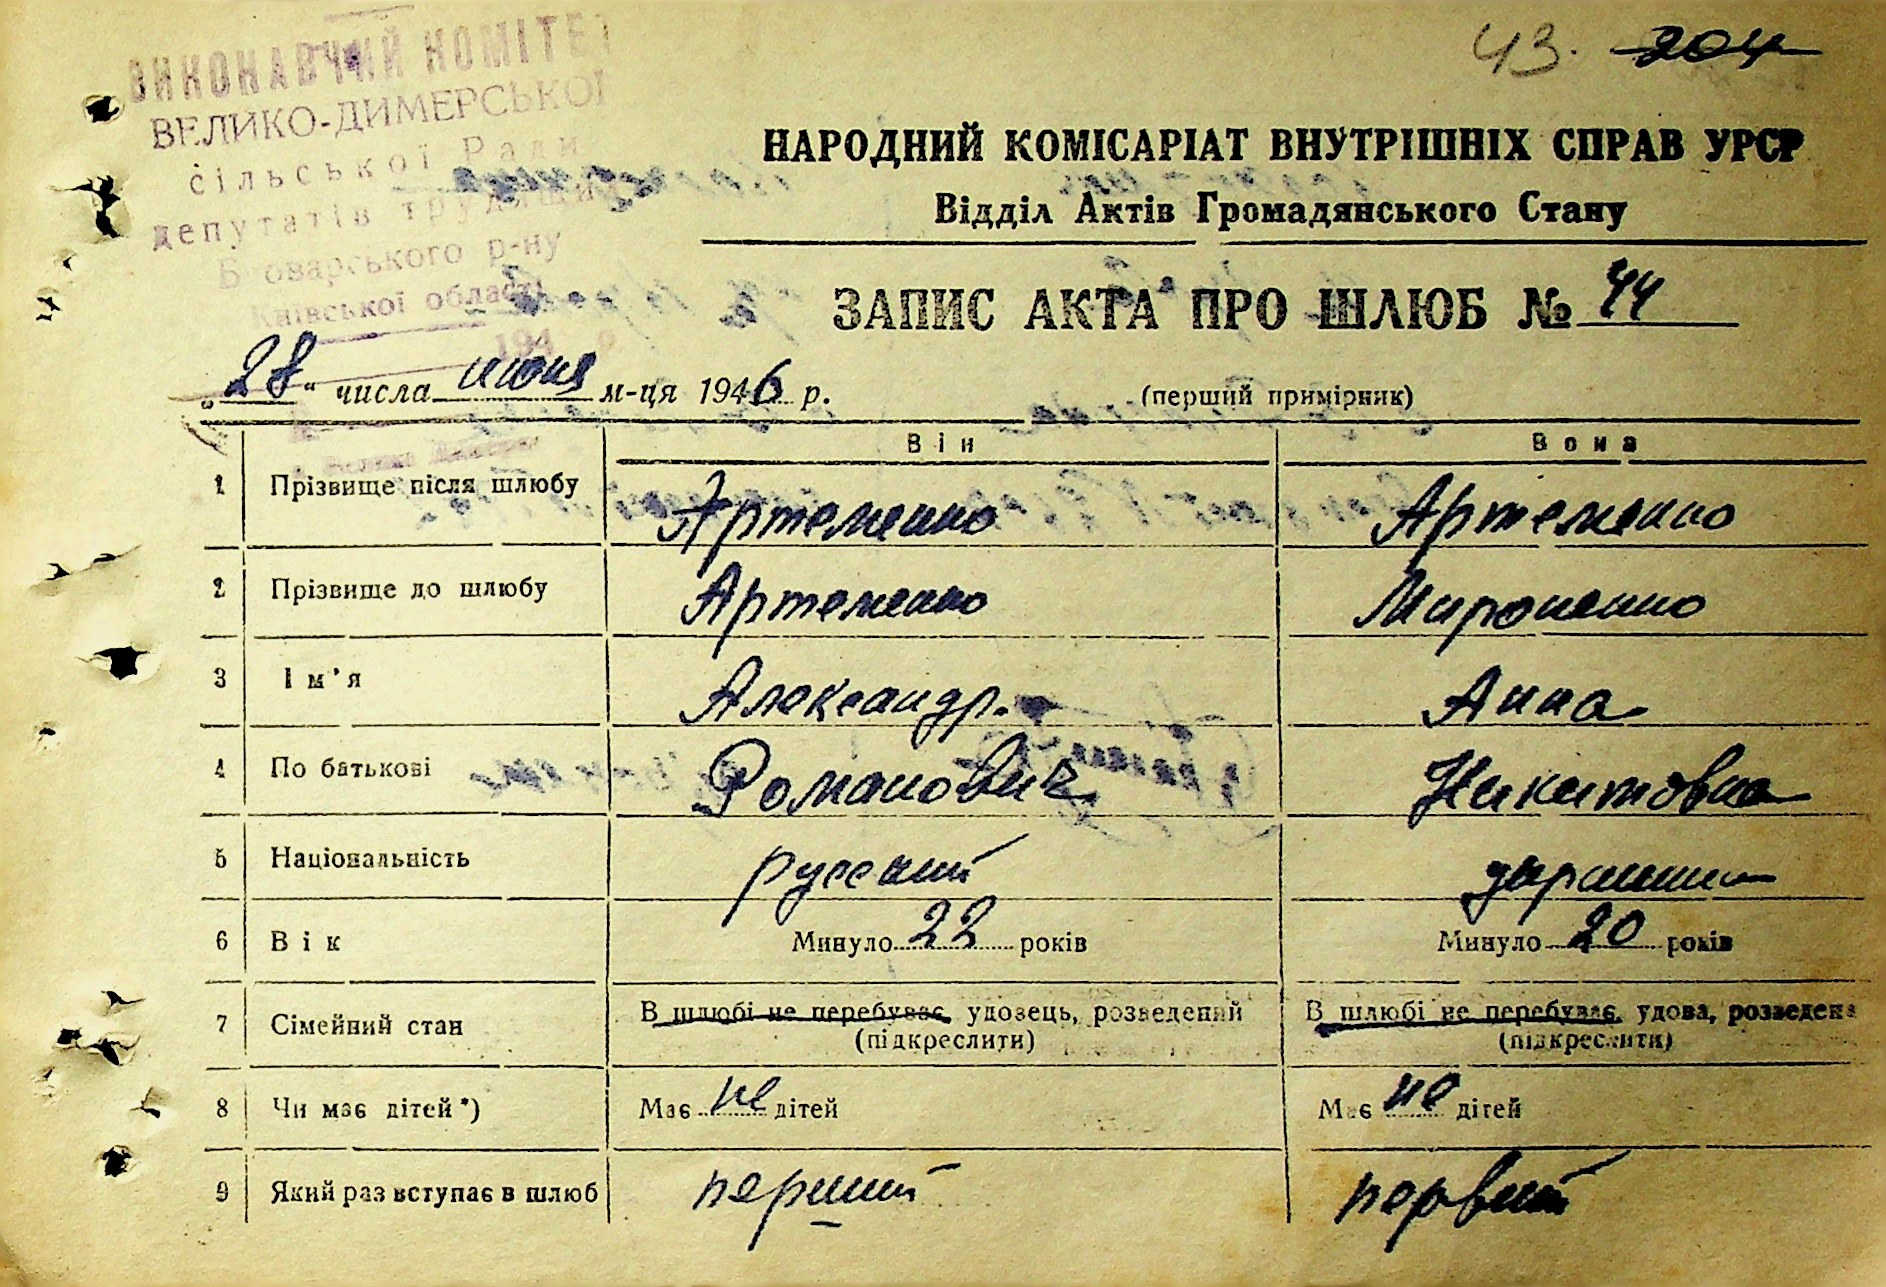 43. 204
ВИКОНАВЧИЙ КОМІТЕТ
ВЕЛИКО-ДИМЕРСЬКОЇ
сільської Ради
депутатів трудящих
Броварського р-ну
Київської області
194 р
НАРОДНИЙ КОМІСАРІАТ ВНУТРІШНІХ СПРАВ УРСР
Відділ Актів Громадянського Стану
ЗАПИС АКТА ПРО ШЛЮБ № 44
„28" числа июня м-ця 1946 р.
(перший примірник)
Він Вона
1 Прізвище після шлюбу Артеменко Артеменко
2 Прізвище до шлюбу Артеменко Мироненко
3 Ім'я Александр. Анна
4 По батькові Романович Никитовна
5 Національність русский
6 Вік Минуло 22 років Минуло 20 років
7 Сімейний стан В шлюбі не перебуває, удовець, розведений В шлюбі не перебуває, удова, розведена
(підкреслити) (підкреслити)
8 Чи має дітей*) Має не дітей Має не дітей
9 Який раз вступає в шлюб перший первий